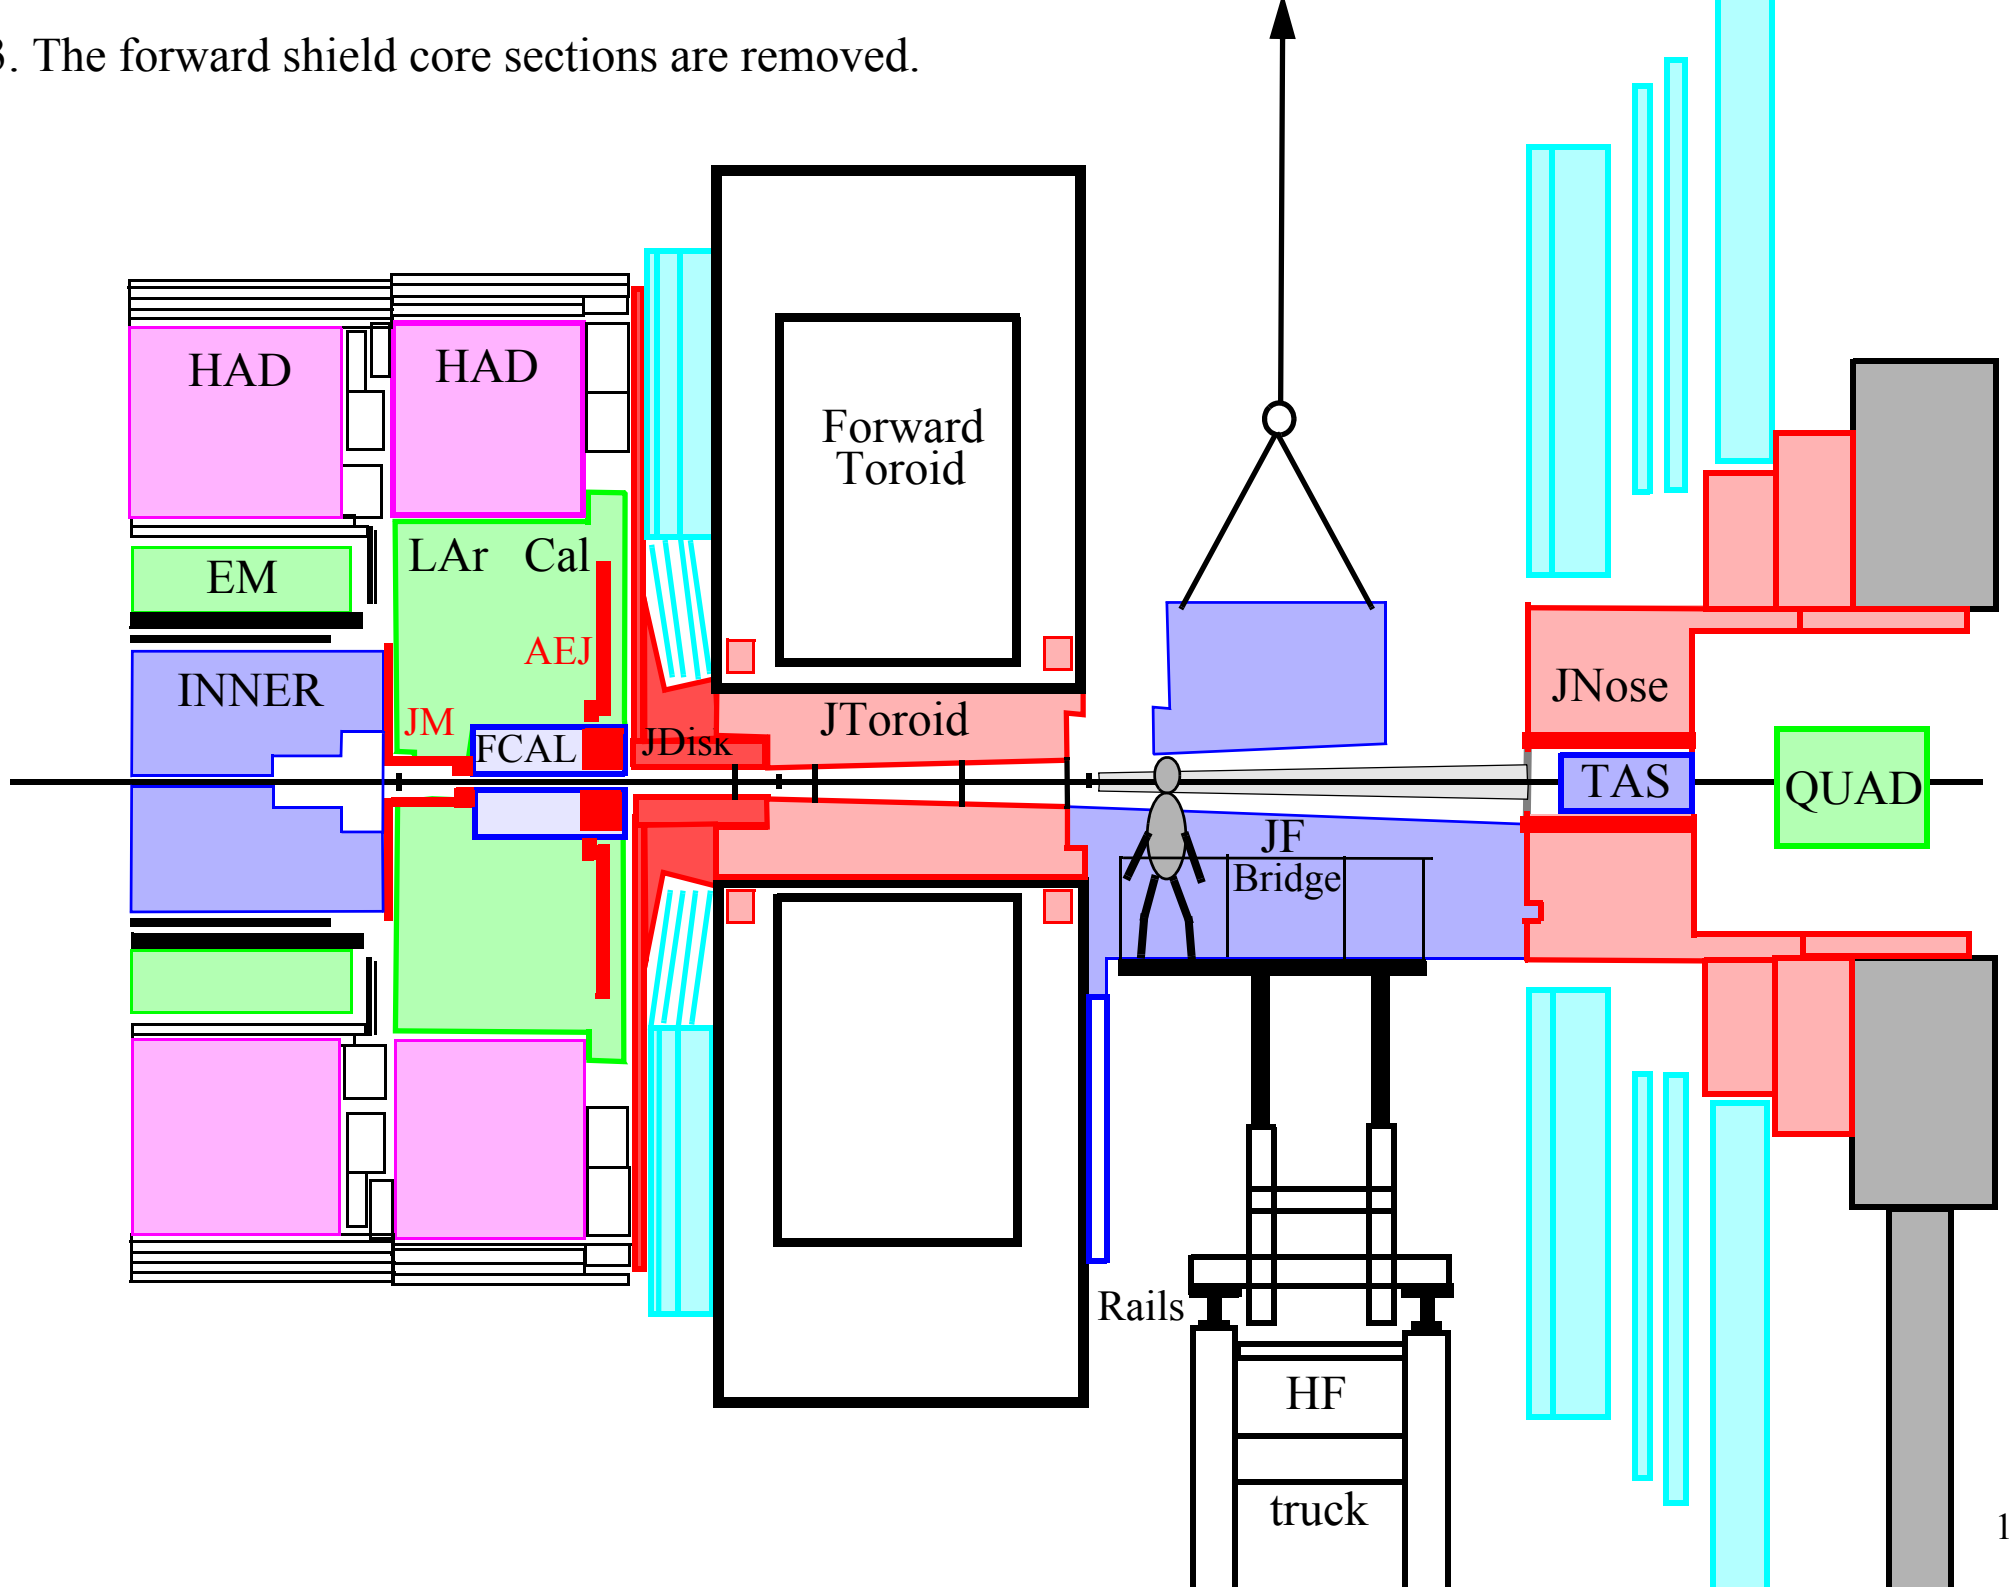 3. The forward shield core sections are removed.
HAD
HAD
Forward
Toroid
LAr Cal
EM
AEJ
INNER
JNose
JM
JToroid
FCAL
JDisk
TAS
QUAD
JF
Bridge
Rails
HF
truck
1